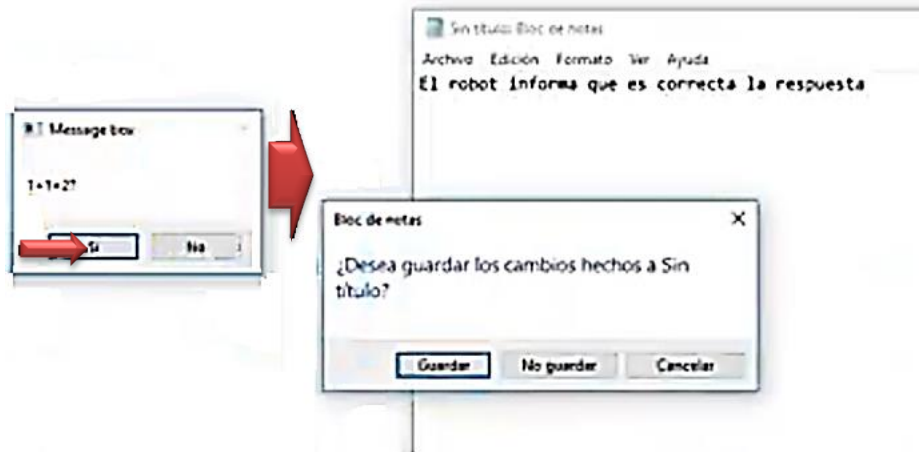 Message box
1+1=2?
Si
No
Sin título: Bloc de notas
Archivo Edición Formato Ver Ayuda
El robot informa que es correcta la respuesta
Bloc de notas
¿Desea guardar los cambios hechos a Sin
título?
Guardar
No guardar
Cancelar